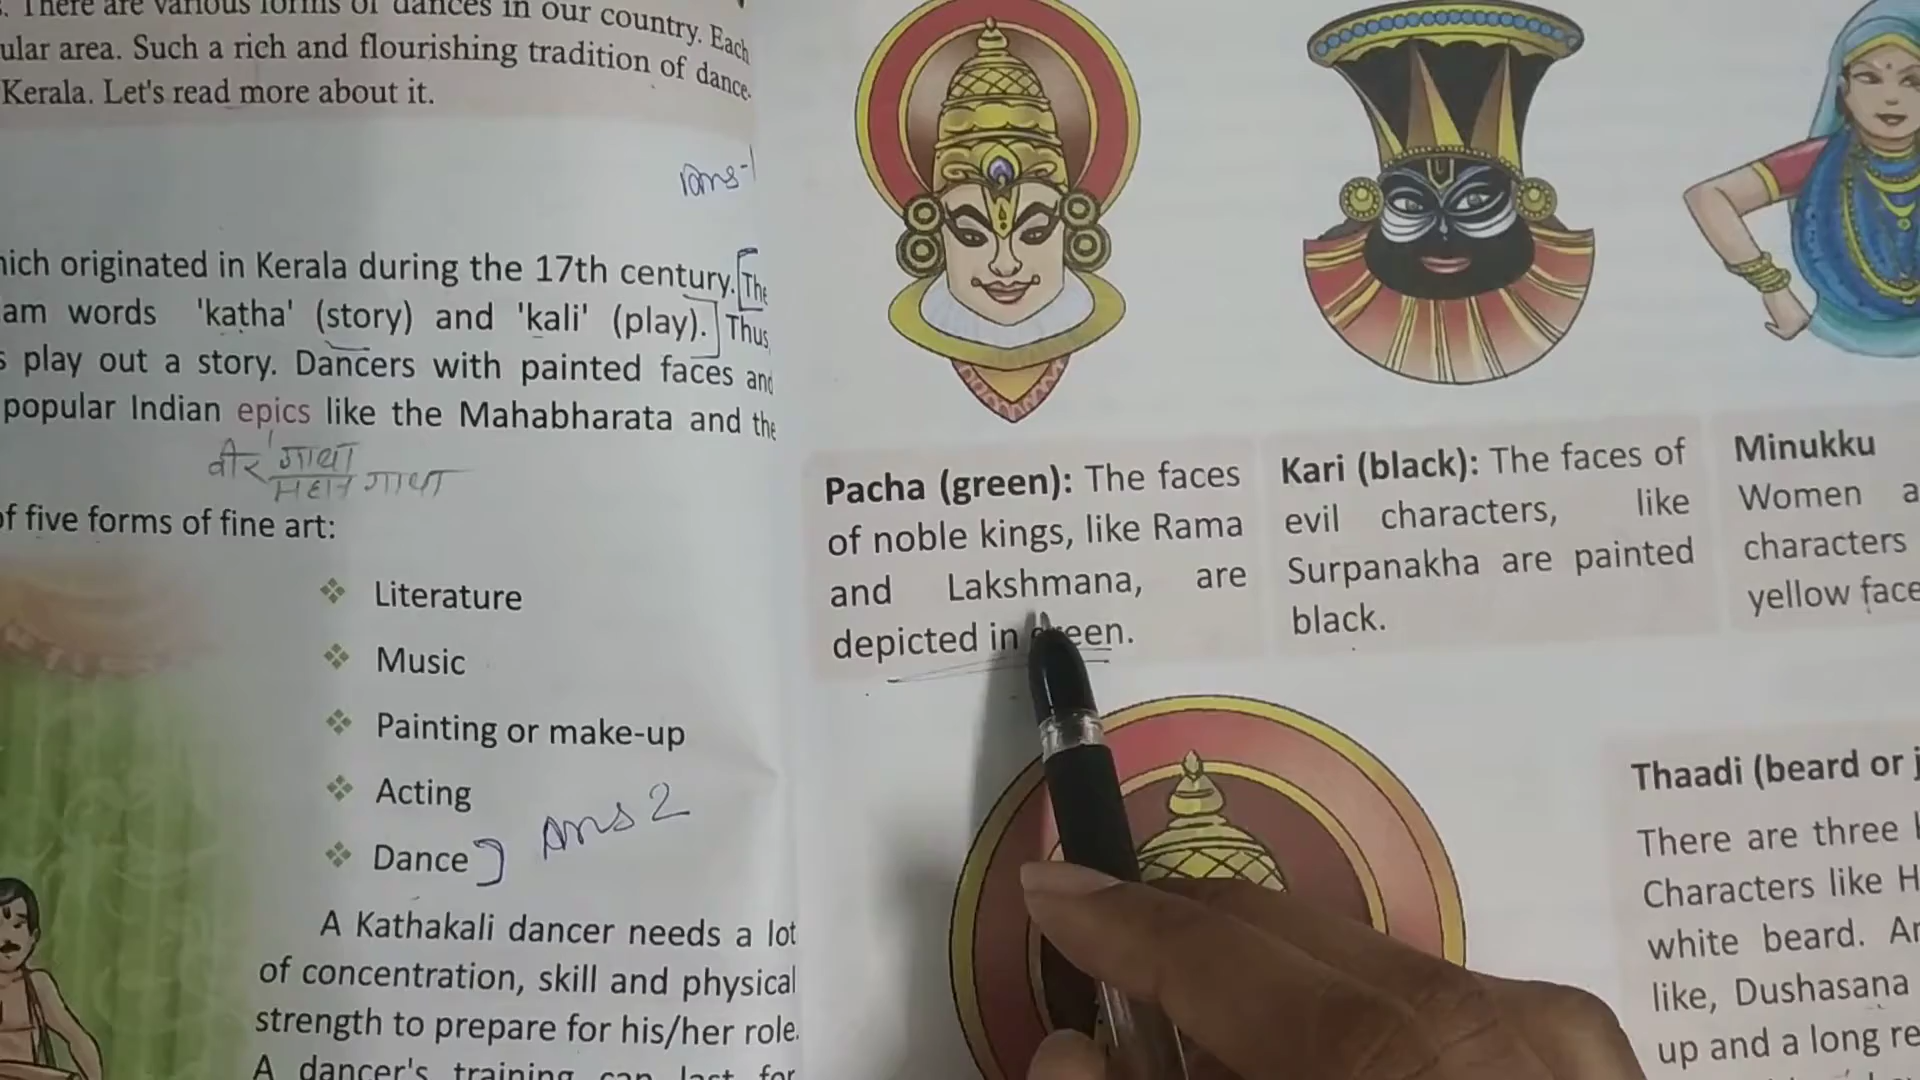 There are various forms of dances in our country. Each
ular area. Such a rich and flourishing tradition of dance-
Kerala. Let's read more about it.
ans-1
hich originated in Kerala during the 17th century. The
am words 'katha' (story) and 'kali' (play). Thus,
s play out a story. Dancers with painted faces and
popular Indian epics like the Mahabharata and the
वीर गाथा
महान गाथा
of five forms of fine art:
❖ Literature
❖ Music
❖ Painting or make-up
❖ Acting
❖ Dance
Ans 2
A Kathakali dancer needs a lot
of concentration, skill and physical
strength to prepare for his/her role.
A dancer's training can last for
Pacha (green): The faces
of noble kings, like Rama
and Lakshmana, are
depicted in green.
Kari (black): The faces of
evil characters, like
Surpanakha are painted
black.
Minukku
Women a
characters
yellow face
Thaadi (beard or j
There are three
Characters like H
white beard. Ar
like, Dushasana
up and a long re